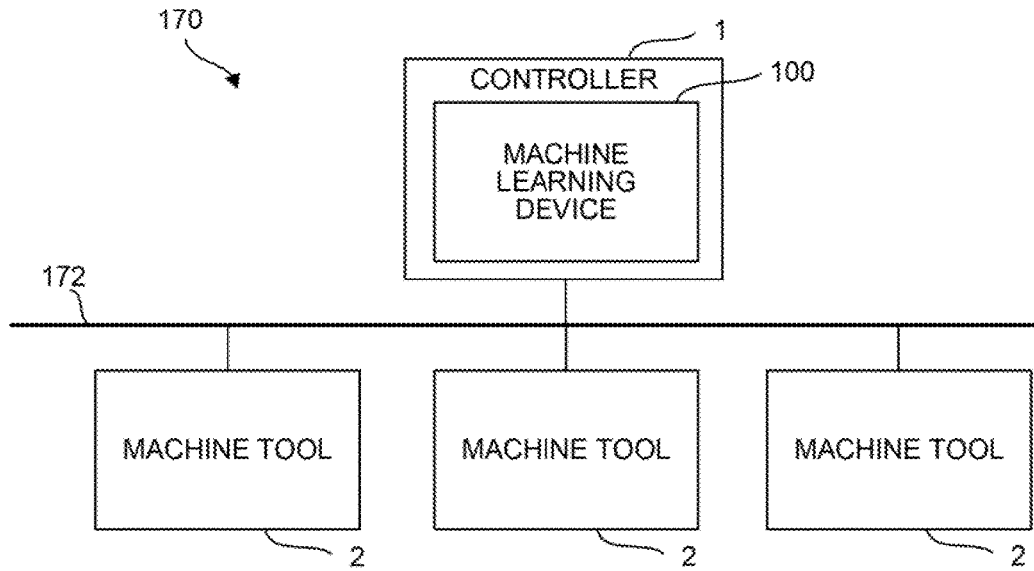 170
1
CONTROLLER
100
MACHINE
LEARNING
DEVICE
172
MACHINE TOOL
MACHINE TOOL
MACHINE TOOL
2
2
2